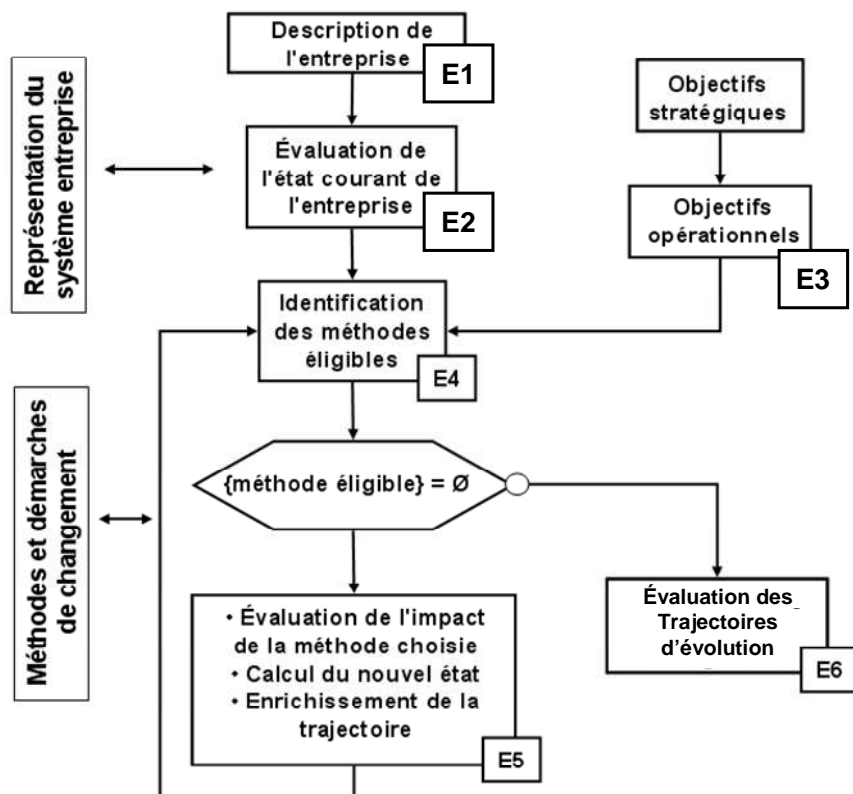 Description de
l'entreprise
E1
Représentation du
système entreprise
Objectifs
stratégiques
Évaluation de
l'état courant de
l'entreprise
E2
Objectifs
opérationnels
E3
Identification
des méthodes
éligibles
E4
Méthodes et démarches
de changement
{méthode éligible} = Ø
• Évaluation de l'impact
de la méthode choisie
• Calcul du nouvel état
• Enrichissement de la
trajectoire
E5
Évaluation des
Trajectoires
d'évolution
E6